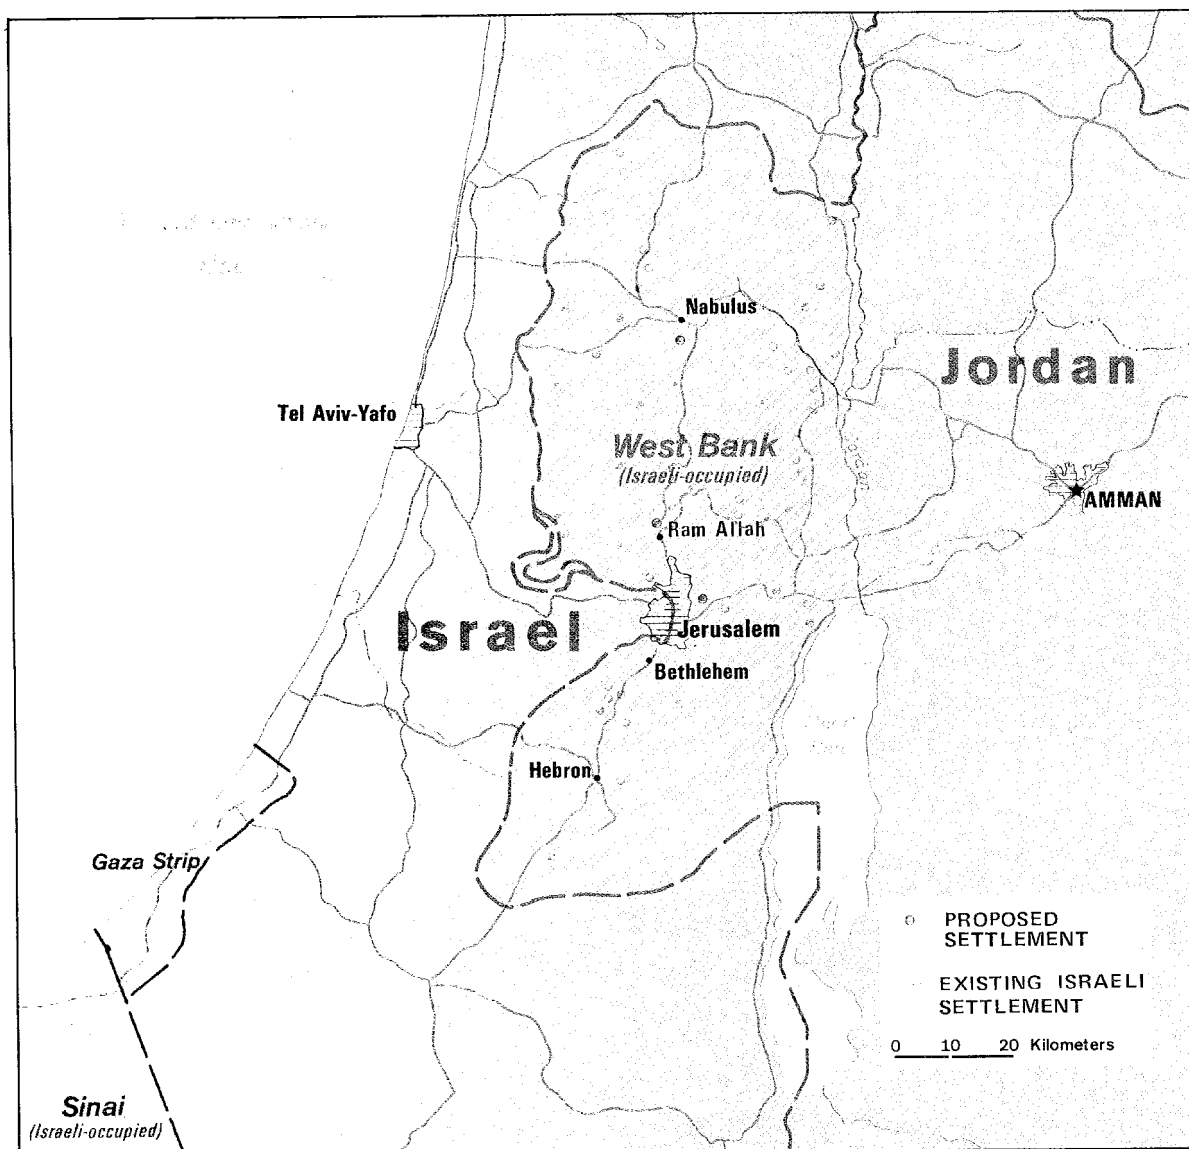 Nabulus
Jordan
Tel Aviv-Yafo
West Bank
(Israeli-occupied)
AMMAN
Ram Allah
Israel
Jerusalem
Bethlehem
Hebron
Gaza Strip
PROPOSED
SETTLEMENT
EXISTING ISRAELI
SETTLEMENT
0 10 20 Kilometers
Sinai
(Israeli-occupied)